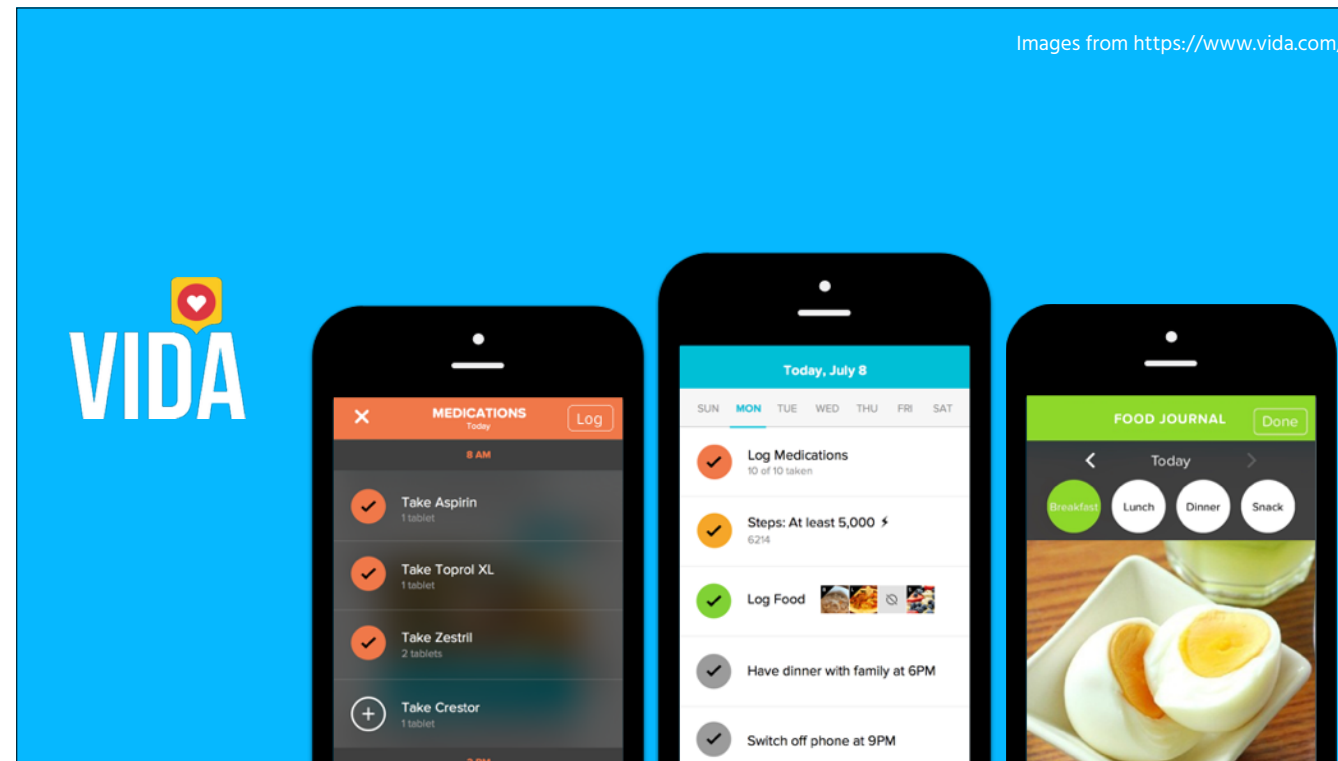 Images from https://www.vida.com/
VIDA
MEDICATIONS
Today
Log
8 AM
Take Aspirin
1 tablet
Take Toprol XL
1 tablet
Take Zestril
2 tablets
Take Crestor
1 tablet
Today, July 8
SUN MON TUE WED THU FRI SAT
Log Medications
10 of 10 taken
Steps: At least 5,000
6214
Log Food
Have dinner with family at 6PM
Switch off phone at 9PM
FOOD JOURNAL
Done
Today
Breakfast Lunch Dinner Snack